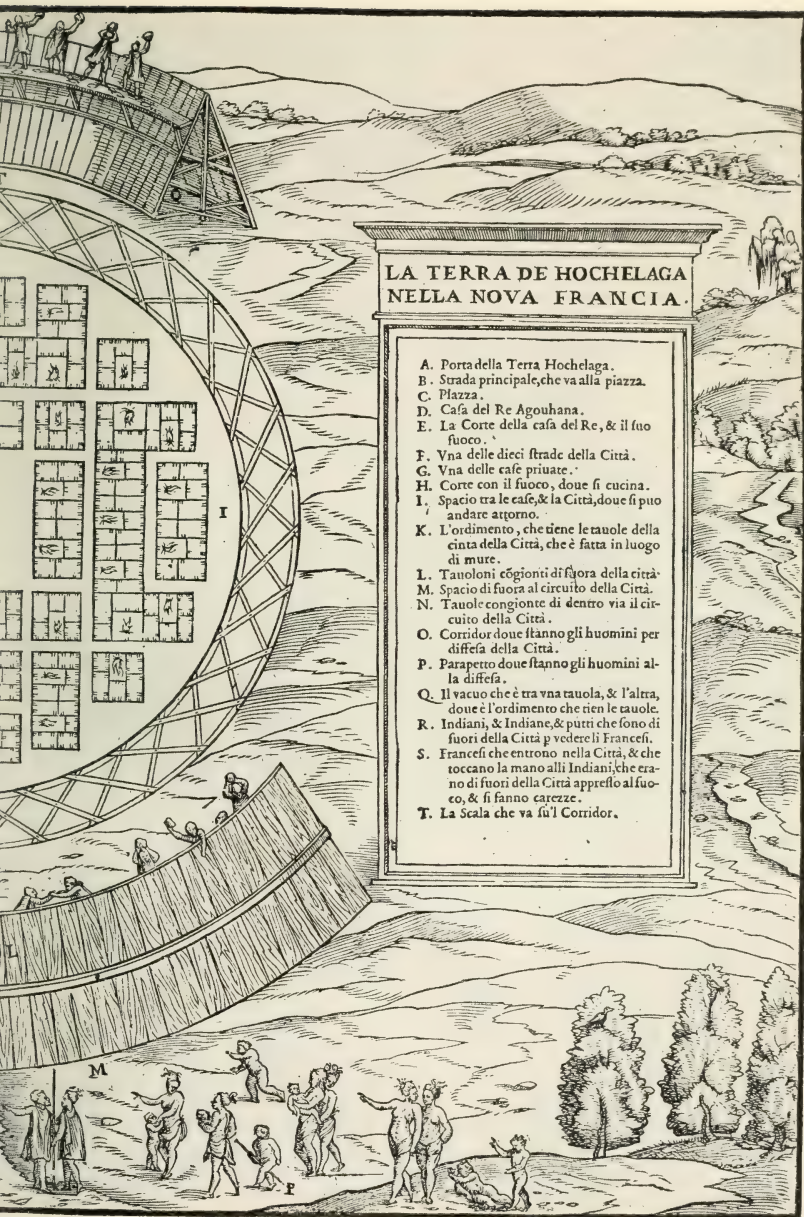 LA TERRA DE HOCHELAGA
NELLA NOVA FRANCIA.
A. Porta della Terra Hochelaga.
B. Strada principale, che va alla piazza.
C. Piazza.
D. Caſa del Re Agouhana.
E. La Corte della caſa del Re, & il ſuo
fuoco.
F. Vna delle dieci ſtrade della Città.
G. Vna delle caſe priuate.
H. Corte con il fuoco, doue ſi cucina.
I. Spacio tra le caſe, & la Città, doue ſi puo
andare attorno.
K. L'ordimento, che tiene le tauole della
cinta della Città, che è fatta in luogo
di mure.
L. Tauoloni cõgionti di fuora della città
M. Spacio di fuora al circuito della Città.
N. Tauole congionte di dentro via il cir-
cuito della Città.
O. Corridor doue ſtanno gli huomini per
diffeſa della Città.
P. Parapetto doue ſtanno gli huomini al-
la diffeſa.
Q. Il vacuo che è tra vna tauola, & l'altra,
doue è l'ordimento che tien le tauole.
R. Indiani, & Indiane, & putti che ſono di
fuori della Città p vedere li Franceſi.
S. Franceſi che entrono nella Città, & che
toccano la mano alli Indiani, che era-
no di fuori della Città appreſſo al fuo-
co, & ſi fanno carezze.
T. La Scala che va ſu'l Corridor.
Q
I
L
M